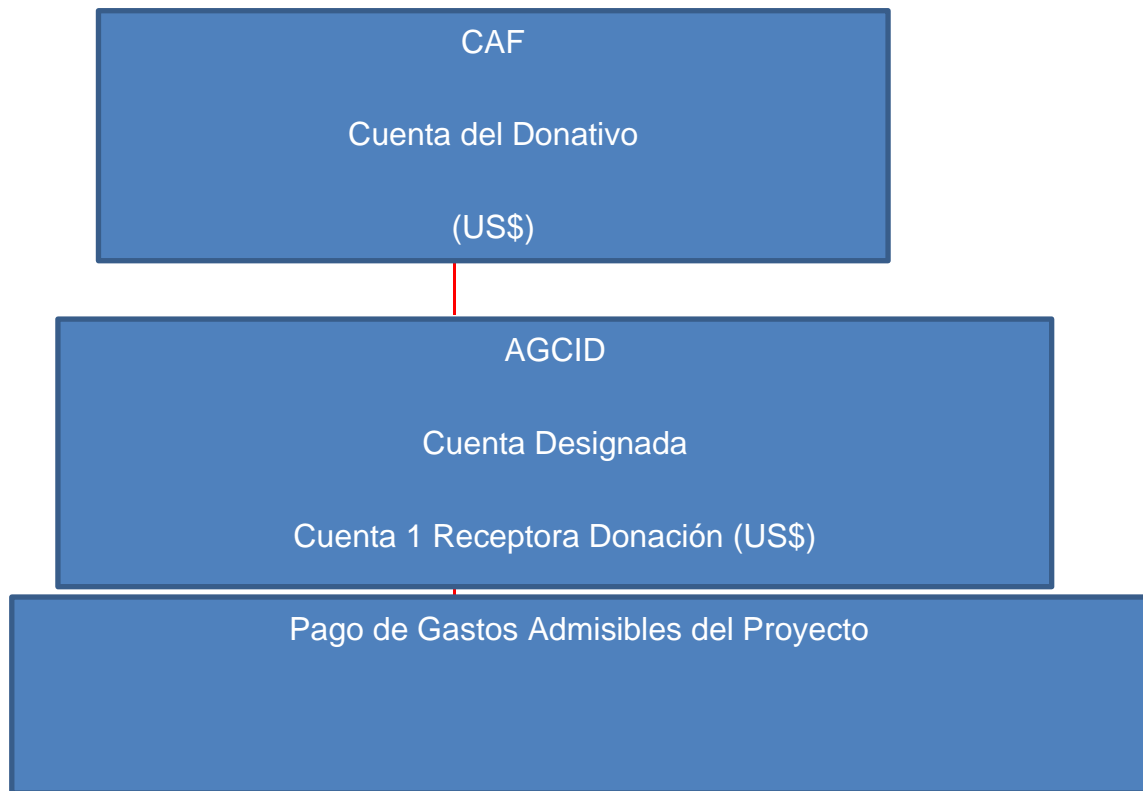 CAF
Cuenta del Donativo
(US$)
AGCID
Cuenta Designada
Cuenta 1 Receptora Donación (US$)
Pago de Gastos Admisibles del Proyecto